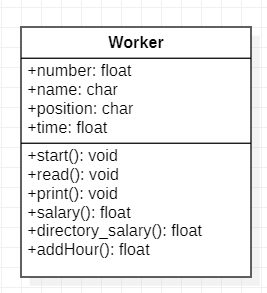 Worker
+number: float
+name: char
+position: char
+time: float
+start(): void
+read(): void
+print(): void
+salary(): float
+directory_salary(): float
+addHour(): float